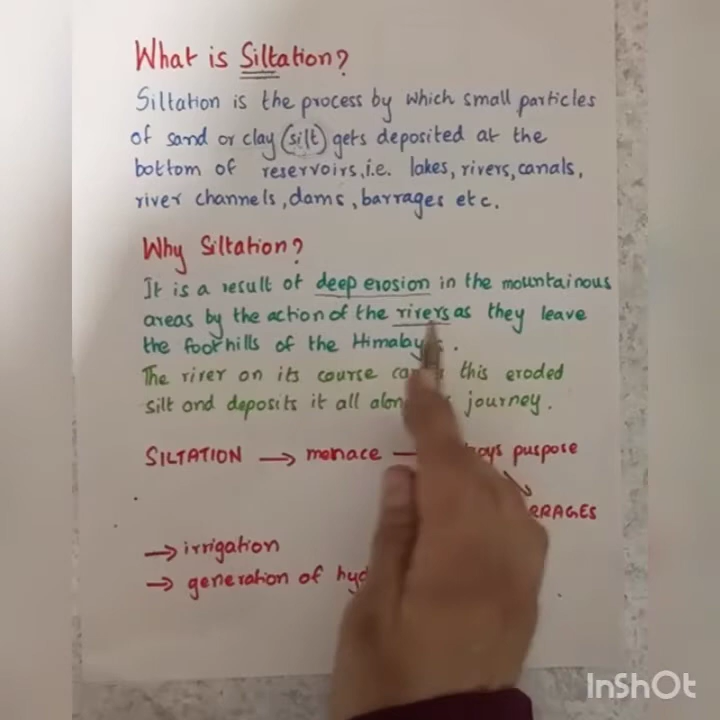 What is Siltation?
Siltation is the process by which small particles
of sand or clay (silt) gets deposited at the
bottom of reservoirs, i.e. lakes, rivers, canals,
river channels, dams, barrages etc.
Why Siltation?
It is a result of deep erosion in the mountainous
areas by the action of the rivers as they leave
the foothills of the
The river on its course this eroded
silt and deposits it all journey.
SILTATION → menace → puspose
→ irrigation
→ generation of
InShOt